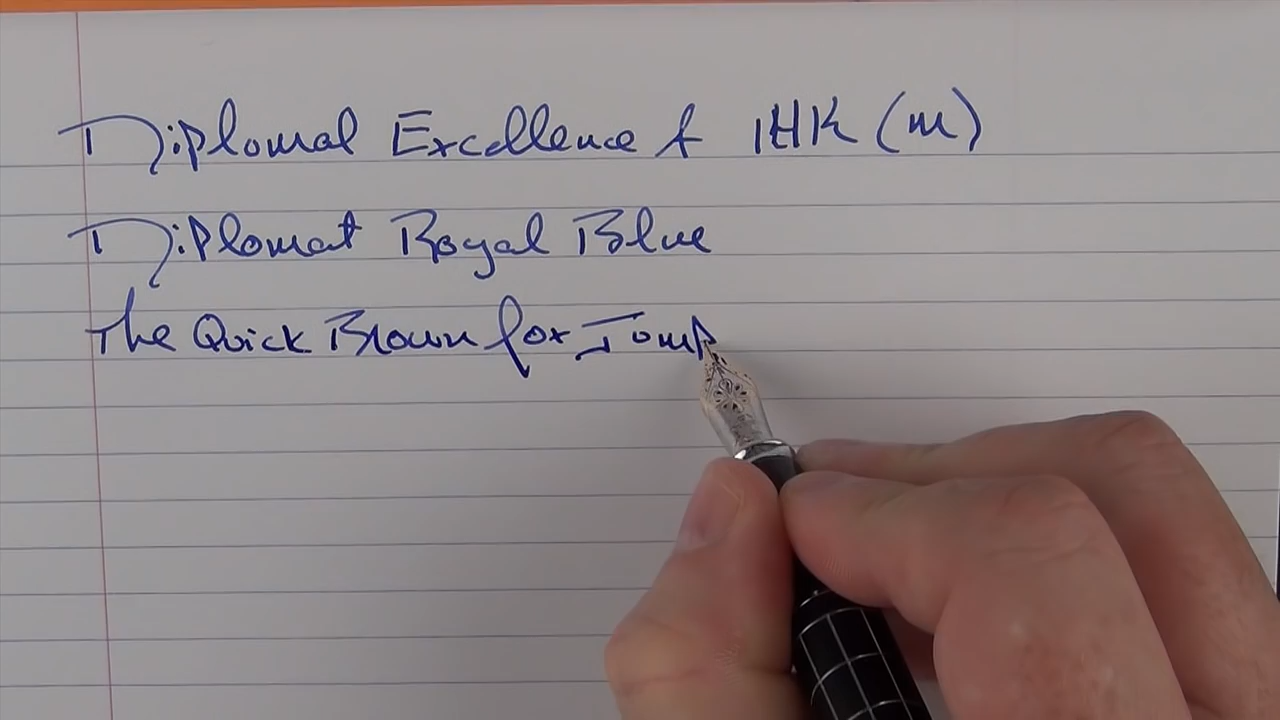 Diplomat Excellence A 14K (M)
Diplomat Royal Blue
The Quick Brown fox Jump